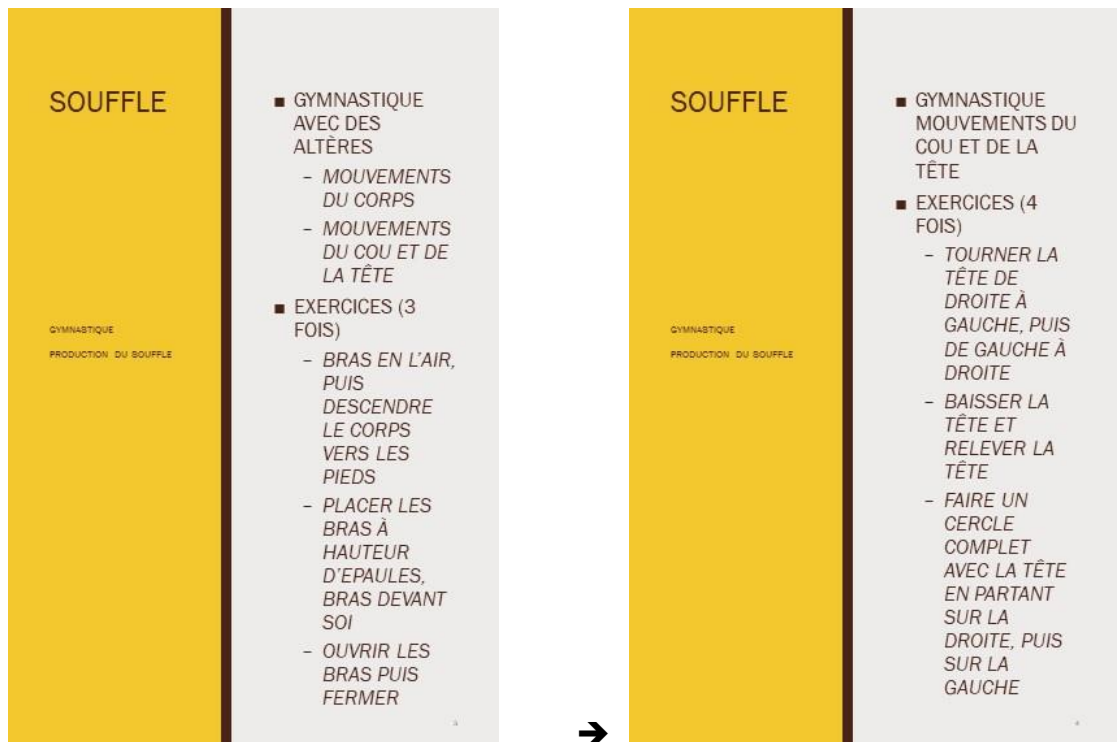 SOUFFLE
GYMNASTIQUE
PRODUCTION DU SOUFFLE
■ GYMNASTIQUE
AVEC DES
ALTÈRES
– MOUVEMENTS
DU CORPS
– MOUVEMENTS
DU COU ET DE
LA TÊTE
■ EXERCICES (3
FOIS)
– BRAS EN L'AIR,
PUIS
DESCENDRE
LE CORPS
VERS LES
PIEDS
– PLACER LES
BRAS À
HAUTEUR
D'EPAULES,
BRAS DEVANT
SOI
– OUVRIR LES
BRAS PUIS
FERMER
➔
SOUFFLE
GYMNASTIQUE
PRODUCTION DU SOUFFLE
■ GYMNASTIQUE
MOUVEMENTS DU
COU ET DE LA
TÊTE
■ EXERCICES (4
FOIS)
– TOURNER LA
TÊTE DE
DROITE À
GAUCHE, PUIS
DE GAUCHE À
DROITE
– BAISSER LA
TÊTE ET
RELEVER LA
TÊTE
– FAIRE UN
CERCLE
COMPLET
AVEC LA TÊTE
EN PARTANT
SUR LA
DROITE, PUIS
SUR LA
GAUCHE